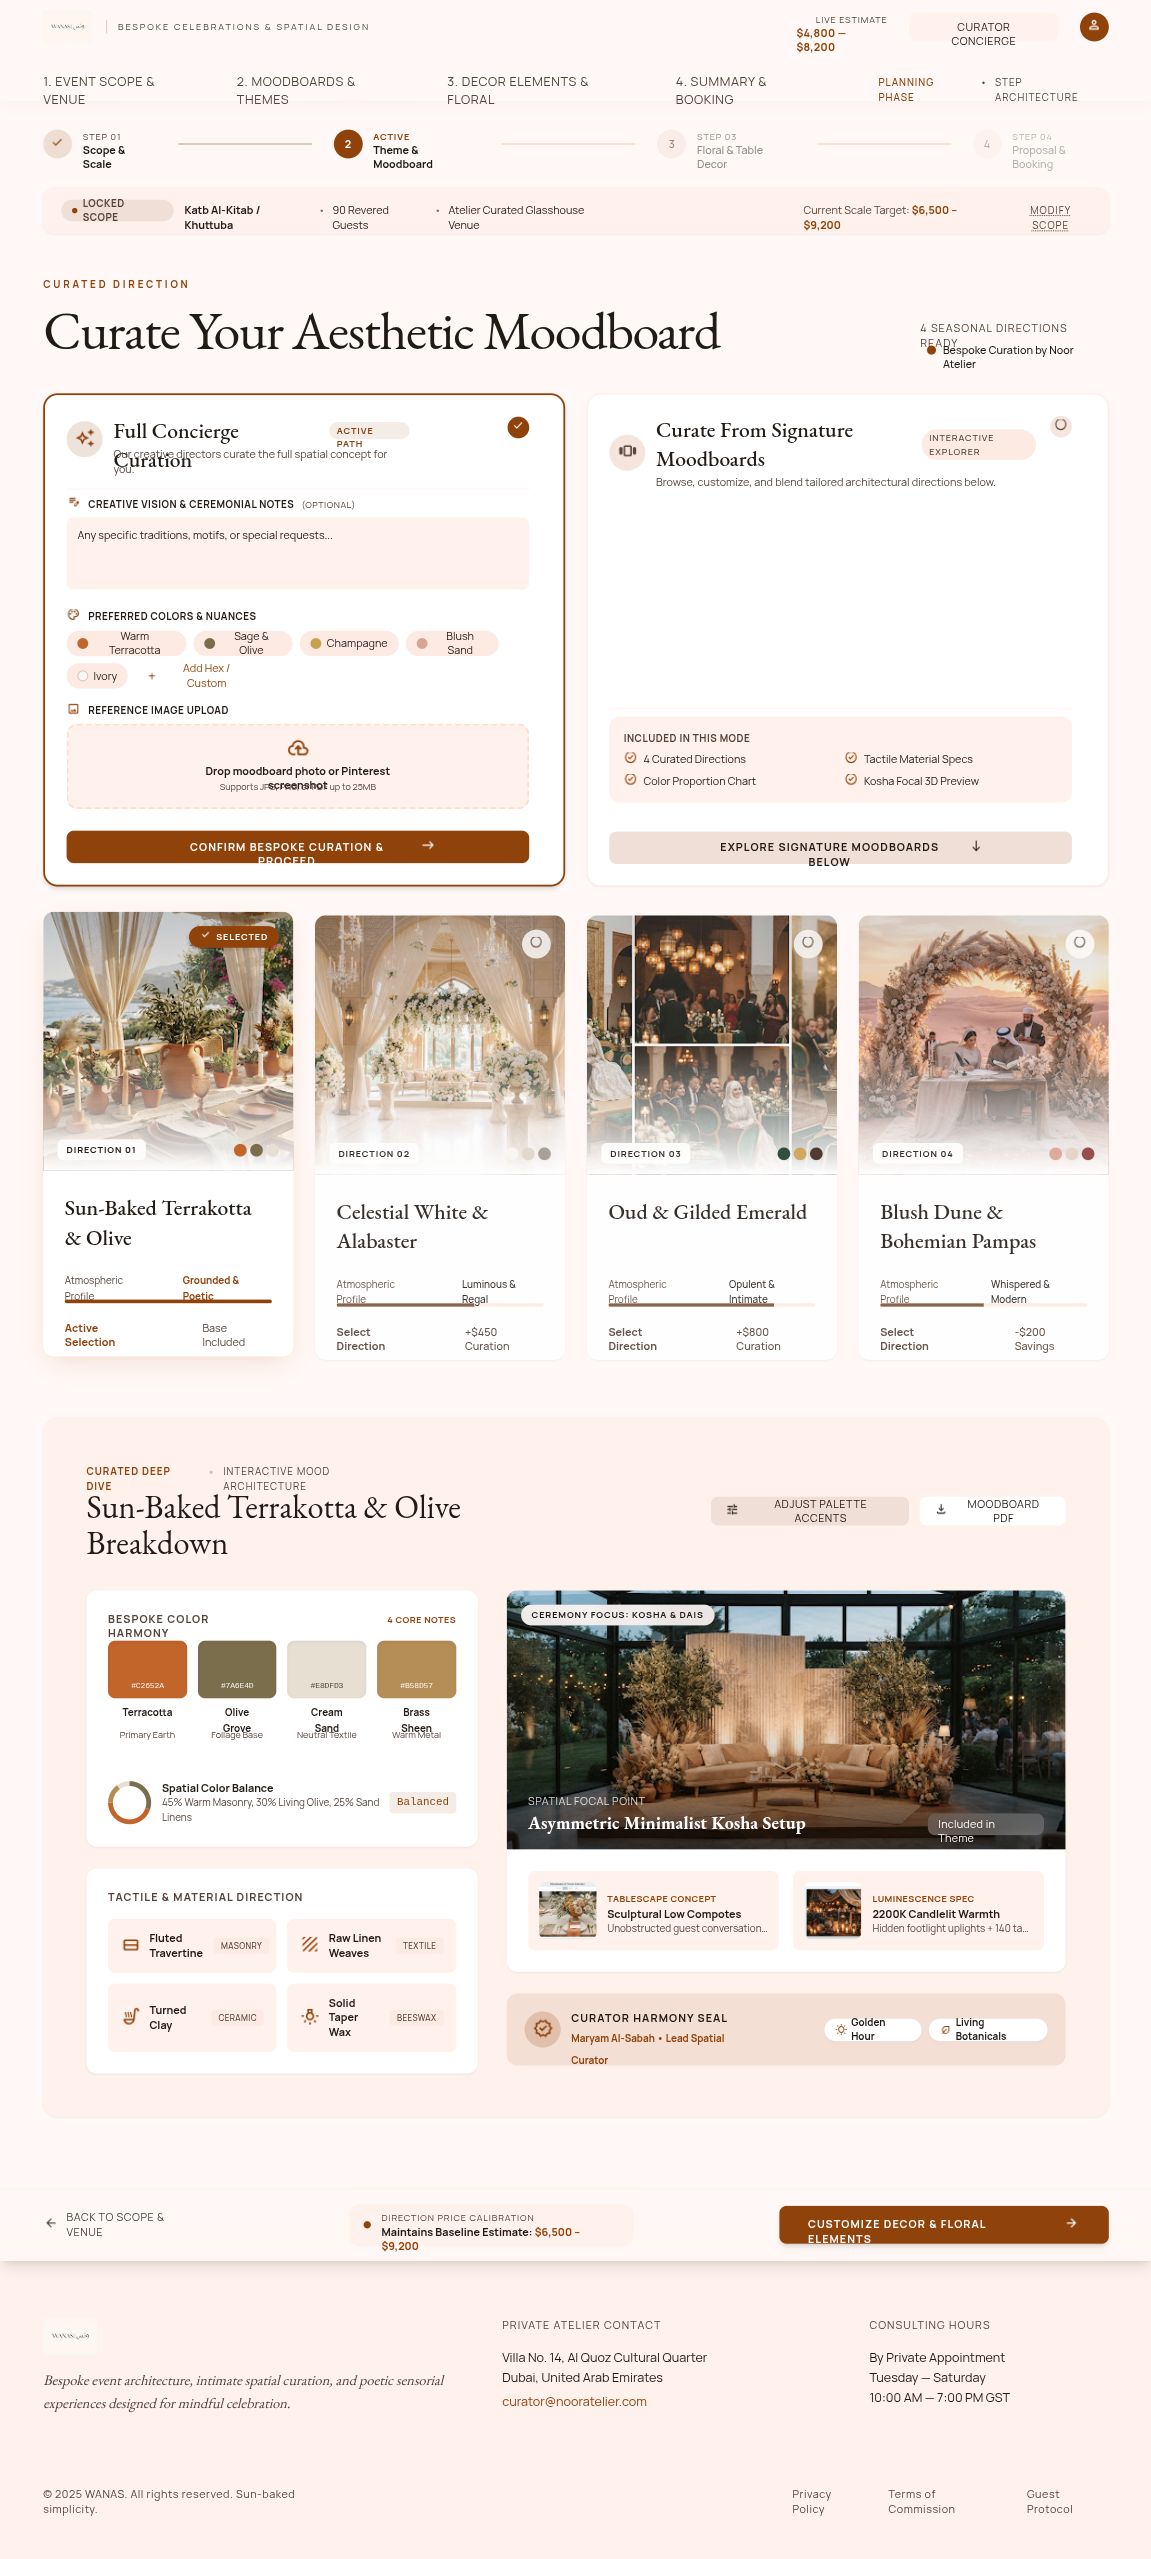 WANAS وَنَس
BESPOKE CELEBRATIONS & SPATIAL DESIGN
LIVE ESTIMATE
$4,800 —
$8,200
CURATOR
CONCIERGE
1. EVENT SCOPE &
VENUE
2. MOODBOARDS &
THEMES
3. DECOR ELEMENTS &
FLORAL
4. SUMMARY &
BOOKING
PLANNING
PHASE
• STEP
ARCHITECTURE
STEP 01
Scope &
Scale
2
ACTIVE
Theme &
Moodboard
3
STEP 03
Floral & Table
Decor
4
STEP 04
Proposal &
Booking
LOCKED
SCOPE
Katb Al-Kitab /
Khuttuba
• 90 Revered
Guests
• Atelier Curated Glasshouse
Venue
Current Scale Target: $6,500 –
$9,200
MODIFY
SCOPE
CURATED DIRECTION
Curate Your Aesthetic Moodboard
4 SEASONAL DIRECTIONS
READY
Bespoke Curation by Noor
Atelier
Full Concierge
Curation
ACTIVE
PATH
Our creative directors curate the full spatial concept for
you.
CREATIVE VISION & CEREMONIAL NOTES (OPTIONAL)
Any specific traditions, motifs, or special requests...
PREFERRED COLORS & NUANCES
Warm
Terracotta
Sage &
Olive
Champagne
Blush
Sand
Ivory
+ Add Hex /
Custom
REFERENCE IMAGE UPLOAD
Drop moodboard photo or Pinterest
screenshot
Supports JPG, up to 25MB
CONFIRM BESPOKE CURATION &
PROCEED
Curate From Signature
Moodboards
INTERACTIVE
EXPLORER
Browse, customize, and blend tailored architectural directions below.
INCLUDED IN THIS MODE
4 Curated Directions
Tactile Material Specs
Color Proportion Chart
Kosha Focal 3D Preview
EXPLORE SIGNATURE MOODBOARDS
BELOW
SELECTED
DIRECTION 01
Sun-Baked Terrakotta
& Olive
Atmospheric
Profile
Grounded &
Poetic
Active
Selection
Base
Included
DIRECTION 02
Celestial White &
Alabaster
Atmospheric
Profile
Luminous &
Regal
Select
Direction
+$450
Curation
DIRECTION 03
Oud & Gilded Emerald
Atmospheric
Profile
Opulent &
Intimate
Select
Direction
+$800
Curation
DIRECTION 04
Blush Dune &
Bohemian Pampas
Atmospheric
Profile
Whispered &
Modern
Select
Direction
-$200
Savings
CURATED DEEP
DIVE
• INTERACTIVE MOOD
ARCHITECTURE
Sun-Baked Terrakotta & Olive
Breakdown
ADJUST PALETTE
ACCENTS
MOODBOARD
PDF
BESPOKE COLOR
HARMONY
4 CORE NOTES
#C2652A
#7A6E4D
#E8DFD3
#B58D57
Terracotta
Primary Earth
Olive
Grove
Foliage Base
Cream
Sand
Neutral Textile
Brass
Sheen
Warm Metal
Spatial Color Balance
45% Warm Masonry, 30% Living Olive, 25% Sand
Linens
Balanced
TACTILE & MATERIAL DIRECTION
Fluted
Travertine
MASONRY
Raw Linen
Weaves
TEXTILE
Turned
Clay
CERAMIC
Solid
Taper
Wax
BEESWAX
CEREMONY FOCUS: KOSHA & DAIS
SPATIAL FOCAL POINT
Asymmetric Minimalist Kosha Setup
Included in
Theme
TABLESCAPE CONCEPT
Sculptural Low Compotes
Unobstructed guest conversation...
LUMINESCENCE SPEC
2200K Candlelit Warmth
Hidden footlight uplights + 140 ta...
CURATOR HARMONY SEAL
Maryam Al-Sabah • Lead Spatial
Curator
Golden
Hour
Living
Botanicals
BACK TO SCOPE &
VENUE
DIRECTION PRICE CALIBRATION
Maintains Baseline Estimate: $6,500 –
$9,200
CUSTOMIZE DECOR & FLORAL
ELEMENTS
WANAS وَنَس
Bespoke event architecture, intimate spatial curation, and poetic sensorial
experiences designed for mindful celebration.
PRIVATE ATELIER CONTACT
Villa No. 14, Al Quoz Cultural Quarter
Dubai, United Arab Emirates
curator@nooratelier.com
CONSULTING HOURS
By Private Appointment
Tuesday — Saturday
10:00 AM — 7:00 PM GST
© 2025 WANAS. All rights reserved. Sun-baked
simplicity.
Privacy
Policy
Terms of
Commission
Guest
Protocol